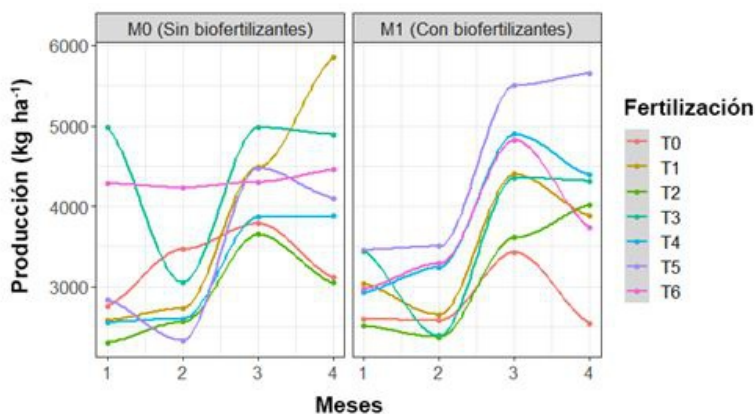 M0 (Sin biofertilizantes)
M1 (Con biofertilizantes)
6000
5000
4000
3000
Producción (kg ha⁻¹)
1 2 3 4
1 2 3 4
Meses
Fertilización
T0
T1
T2
T3
T4
T5
T6